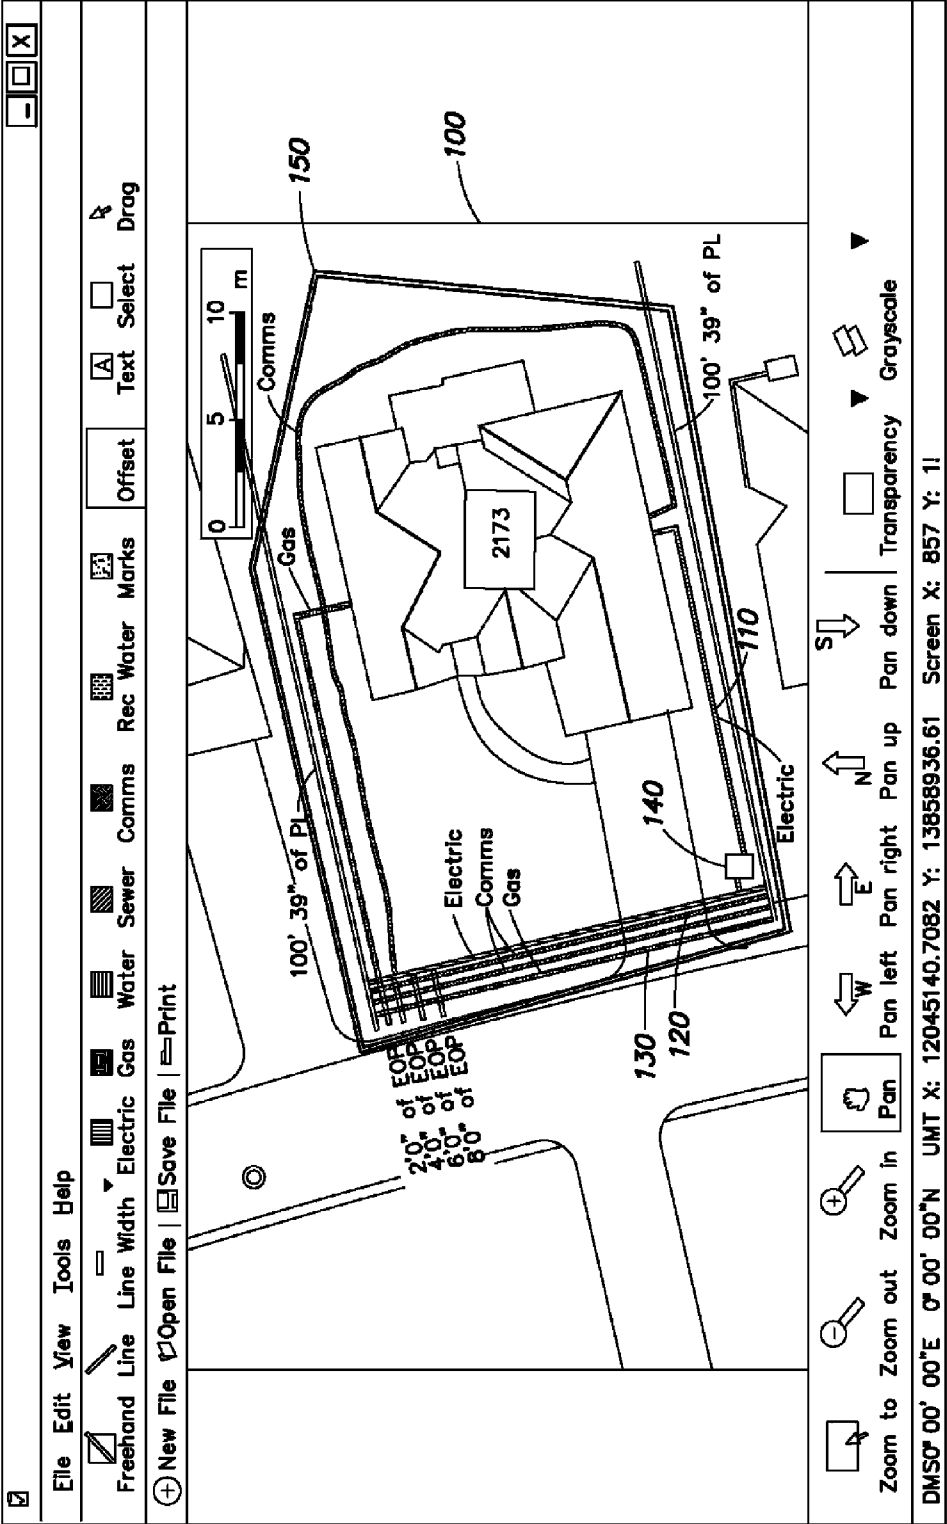 X
File Edit View Tools Help
Freehand Line Line Width Electric Gas Water Sewer Comms Rec Water Marks Offset Text Select Drag
A
New File Open File | Save File | Print
150
100
0 5 10 m
Comms
Gas
100' 39" of PL
2173
100' 39" of PL
Electric
Comms
Gas
140
110
Electric
130
120
2'0" of EOP
4'0" of EOP
6'0" of EOP
8'0" of EOP
W E N S
Zoom to Zoom out Zoom in Pan Pan left Pan right Pan up Pan down Transparency Grayscale
DMS0° 00' 00"E 0° 00' 00"N UMT X: 12045140.7082 Y: 13858936.61 Screen X: 857 Y: 1!